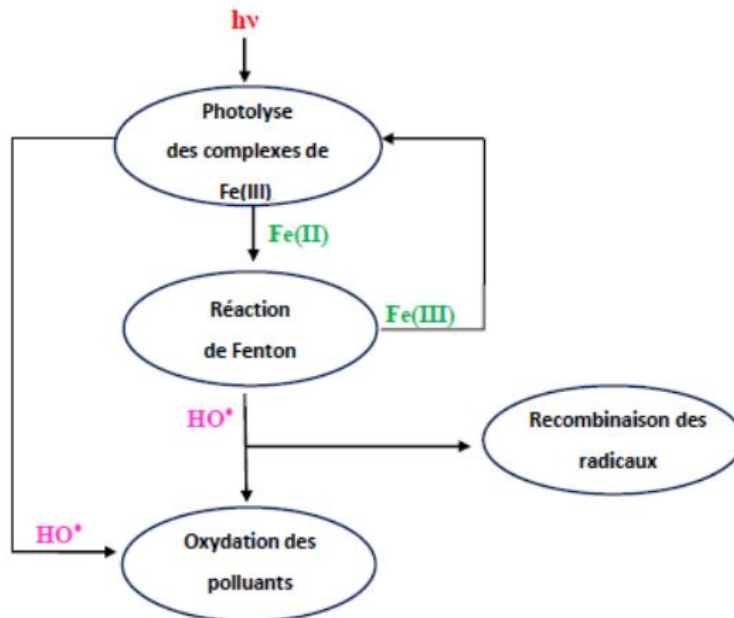 hν
Photolyse
des complexes de
Fe(III)
Fe(II)
Réaction
de Fenton
Fe(III)
HO•
Recombinaison des
radicaux
HO•
Oxydation des
polluants